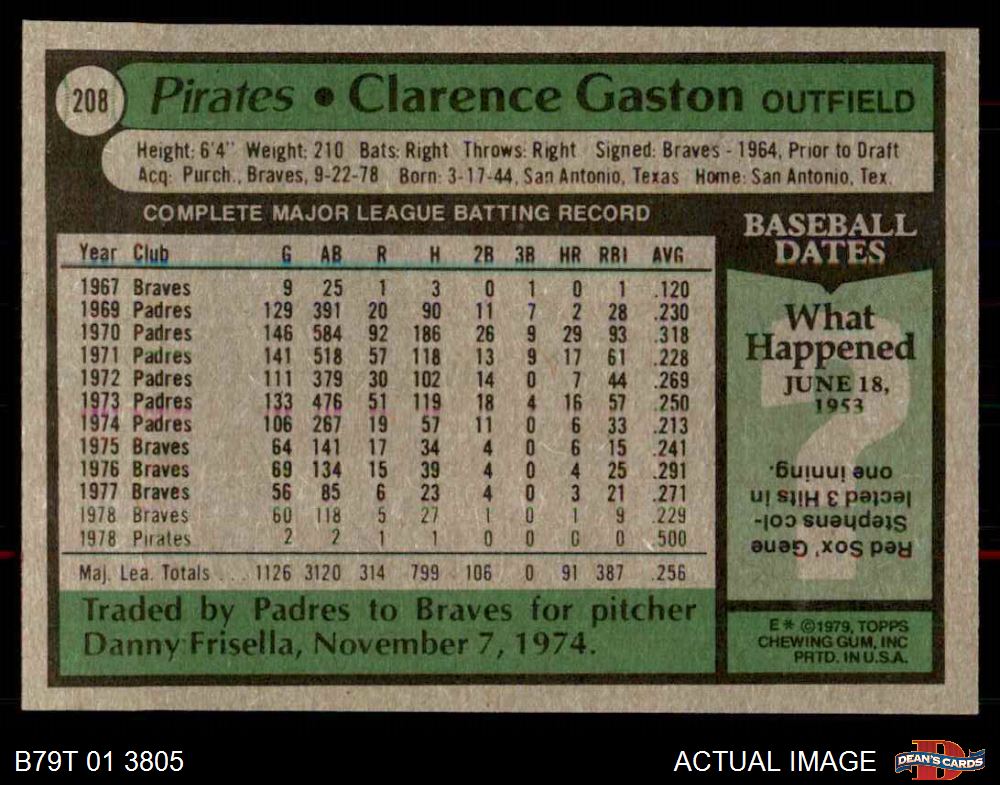 208 Pirates • Clarence Gaston OUTFIELD
Height: 6'4" Weight: 210 Bats: Right Throws: Right Signed: Braves - 1964, Prior to Draft
Acq: Purch., Braves, 9-22-78 Born: 3-17-44, San Antonio, Texas Home: San Antonio, Tex.
COMPLETE MAJOR LEAGUE BATTING RECORD
Year Club G AB R H 2B 3B HR RBI AVG
1967 Braves 9 25 1 3 0 1 0 1 .120
1969 Padres 129 391 20 90 11 7 2 28 .230
1970 Padres 146 584 92 186 26 9 29 93 .318
1971 Padres 141 518 57 118 13 9 17 61 .228
1972 Padres 111 379 30 102 14 0 7 44 .269
1973 Padres 133 476 51 119 18 4 16 57 .250
1974 Padres 106 267 19 57 11 0 6 33 .213
1975 Braves 64 141 17 34 4 0 6 15 .241
1976 Braves 69 134 15 39 4 0 4 25 .291
1977 Braves 56 85 6 23 4 0 3 21 .271
1978 Braves 60 118 5 27 1 0 1 9 .229
1978 Pirates 2 2 1 1 0 0 0 0 .500
Maj. Lea. Totals . . . 1126 3120 314 799 106 0 91 387 .256
Traded by Padres to Braves for pitcher
Danny Frisella, November 7, 1974.
BASEBALL
DATES
What
Happened
JUNE 18,
1953
?
Red Sox' Gene
Stephens col-
lected 3 Hits in
one inning.
E* ©1979, TOPPS
CHEWING GUM, INC
PRTD. IN U.S.A.
B79T 01 3805
ACTUAL IMAGE
D
DEAN'S CARDS